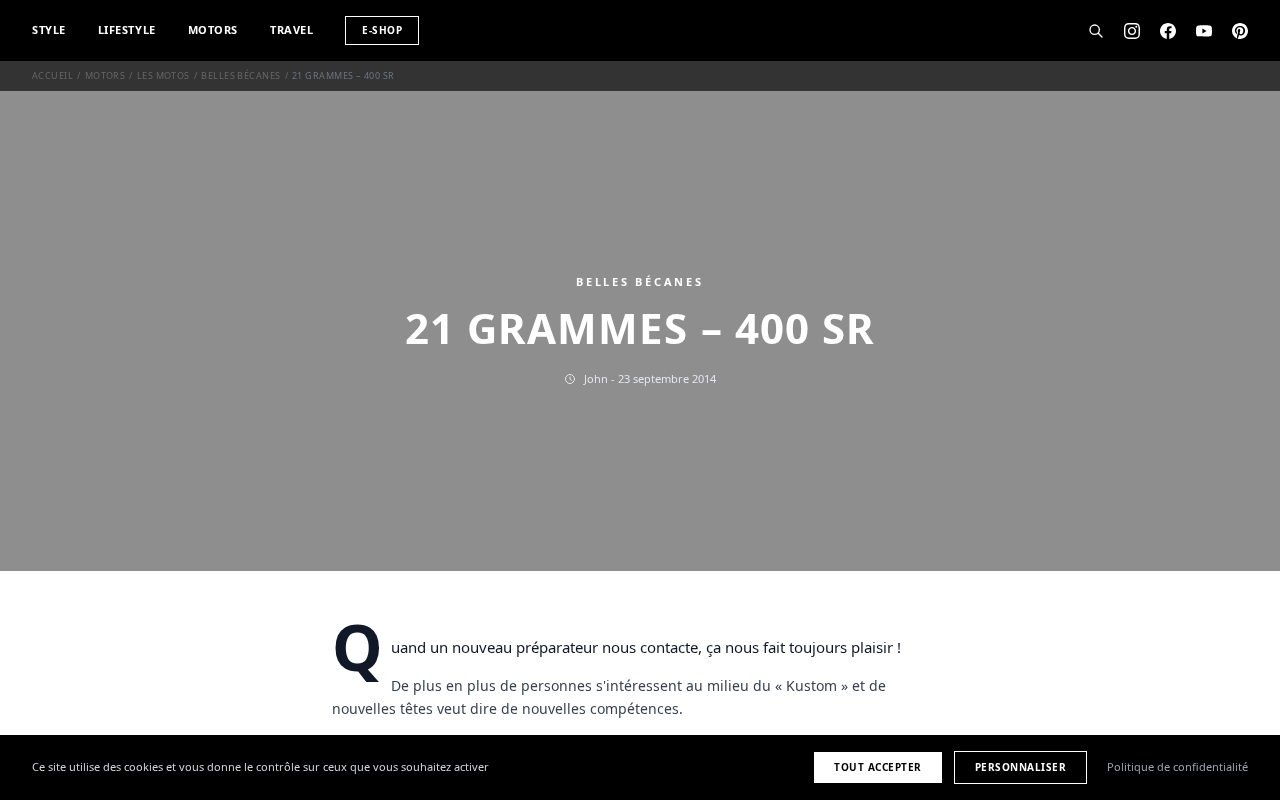 STYLE LIFESTYLE MOTORS TRAVEL E-SHOP
ACCUEIL / MOTORS / LES MOTOS / BELLES BÉCANES / 21 GRAMMES – 400 SR
BELLES BÉCANES
21 GRAMMES – 400 SR
John - 23 septembre 2014
Quand un nouveau préparateur nous contacte, ça nous fait toujours plaisir !
De plus en plus de personnes s'intéressent au milieu du « Kustom » et de
nouvelles têtes veut dire de nouvelles compétences.
Ce site utilise des cookies et vous donne le contrôle sur ceux que vous souhaitez activer
TOUT ACCEPTER PERSONNALISER Politique de confidentialité